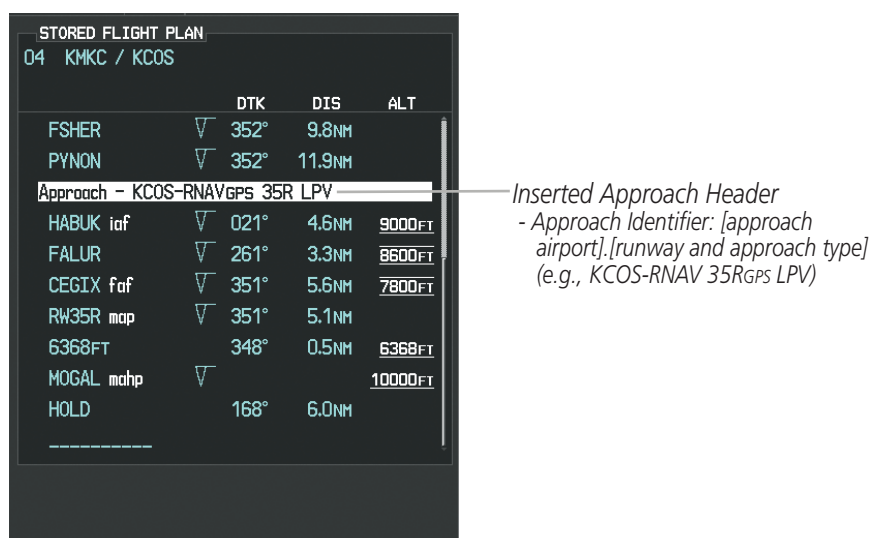 STORED FLIGHT PLAN
04 KMKC / KCOS
DTK DIS ALT
FSHER 352° 9.8NM
PYNON 352° 11.9NM
Approach – KCOS-RNAVGPS 35R LPV
HABUK iaf 021° 4.6NM 9000FT
FALUR 261° 3.3NM 8600FT
CEGIX faf 351° 5.6NM 7800FT
RW35R map 351° 5.1NM
6368FT 348° 0.5NM 6368FT
MOGAL mahp 10000FT
HOLD 168° 6.0NM
__________
Inserted Approach Header
- Approach Identifier: [approach
airport].[runway and approach type]
(e.g., KCOS-RNAV 35RGPS LPV)